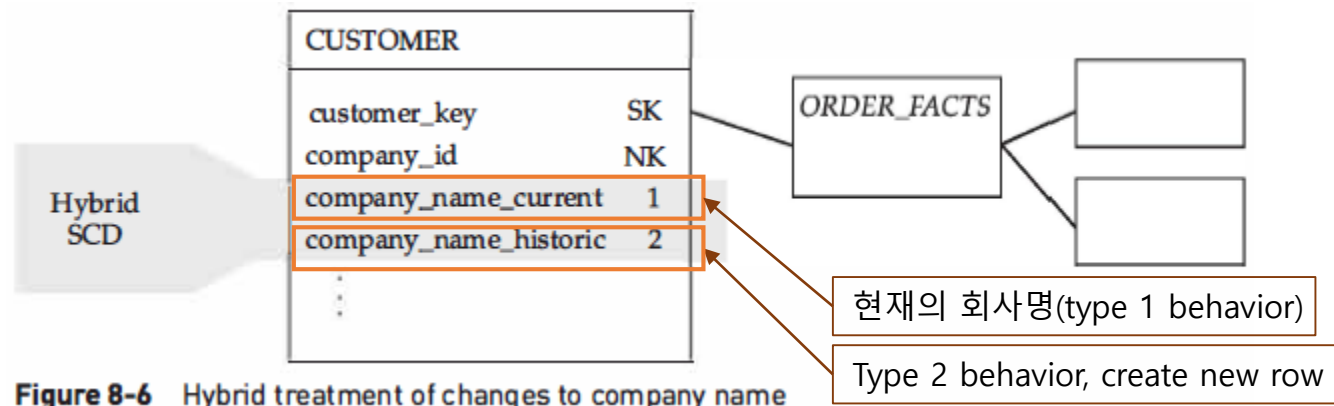 CUSTOMER
customer_key SK
company_id NK
company_name_current 1
company_name_historic 2
Hybrid
SCD
ORDER_FACTS
현재의 회사명(type 1 behavior)
Type 2 behavior, create new row
Figure 8-6 Hybrid treatment of changes to company name